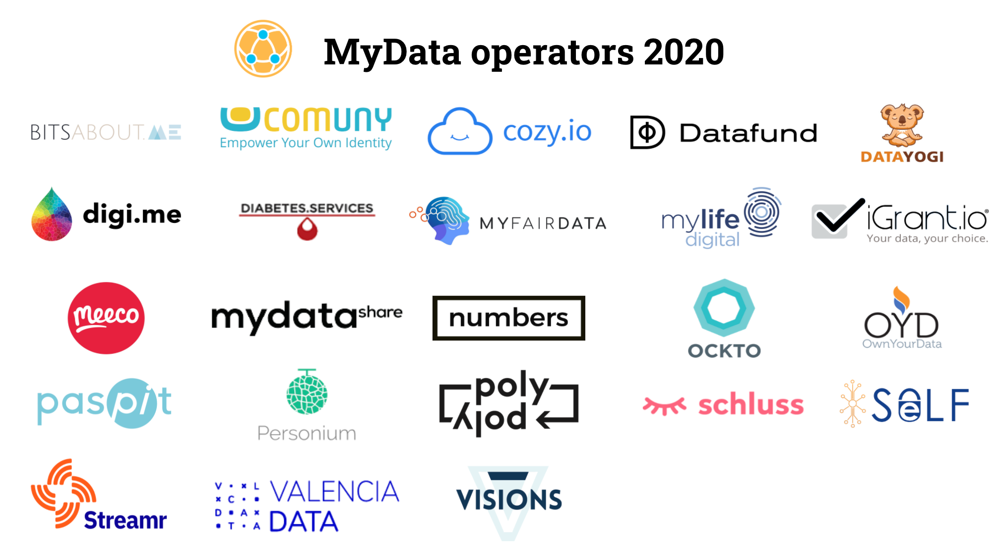 MyData operators 2020
BITSABOUT.ME
COMUNY
Empower Your Own Identity
cozy.io
Datafund
DATAYOGI
digi.me
DIABETES.SERVICES
MYFAIRDATA
mylife
digital
iGrant.io®
Your data, your choice.
meeco
mydata share
numbers
OCKTO
OYD
OwnYourData
paspit
Personium
poly
poly
schluss
SeLF
Streamr
V · x L
x C · ▪
D ▪ A x
▪ T · A
VALENCIA
DATA
VISIONS